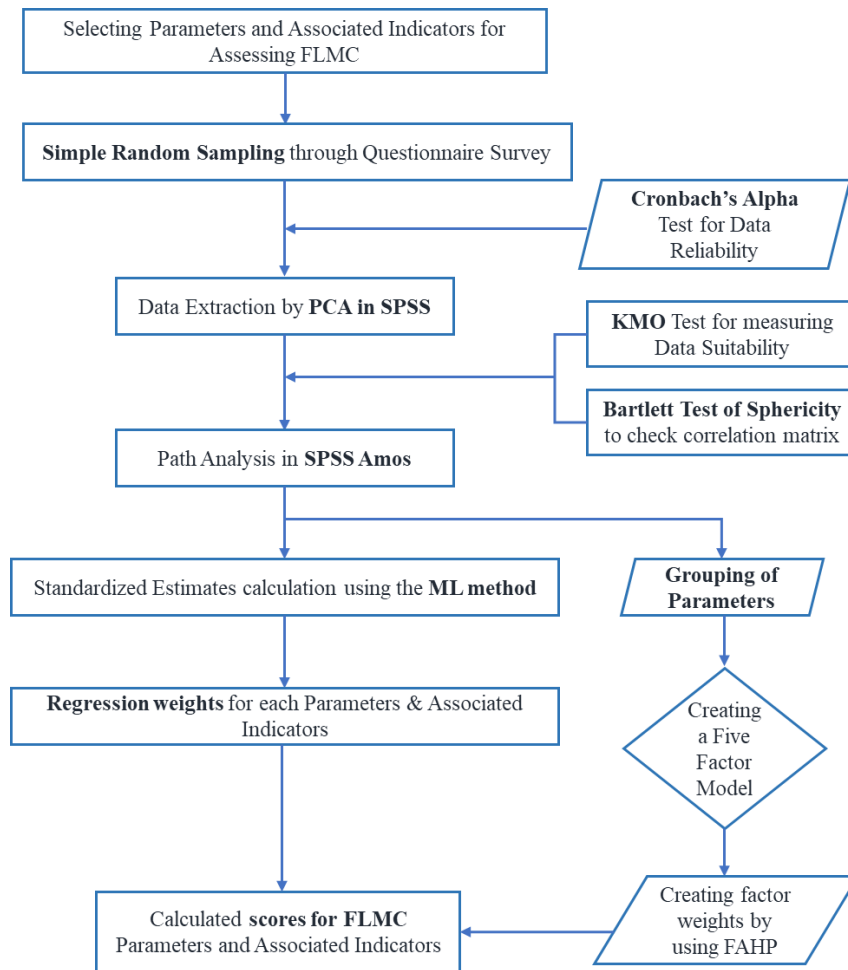 Selecting Parameters and Associated Indicators for
Assessing FLMC
Simple Random Sampling through Questionnaire Survey
Cronbach's Alpha
Test for Data
Reliability
Data Extraction by PCA in SPSS
KMO Test for measuring
Data Suitability
Bartlett Test of Sphericity
to check correlation matrix
Path Analysis in SPSS Amos
Standardized Estimates calculation using the ML method
Grouping of
Parameters
Regression weights for each Parameters & Associated
Indicators
Creating
a Five
Factor
Model
Calculated scores for FLMC
Parameters and Associated Indicators
Creating factor
weights by
using FAHP